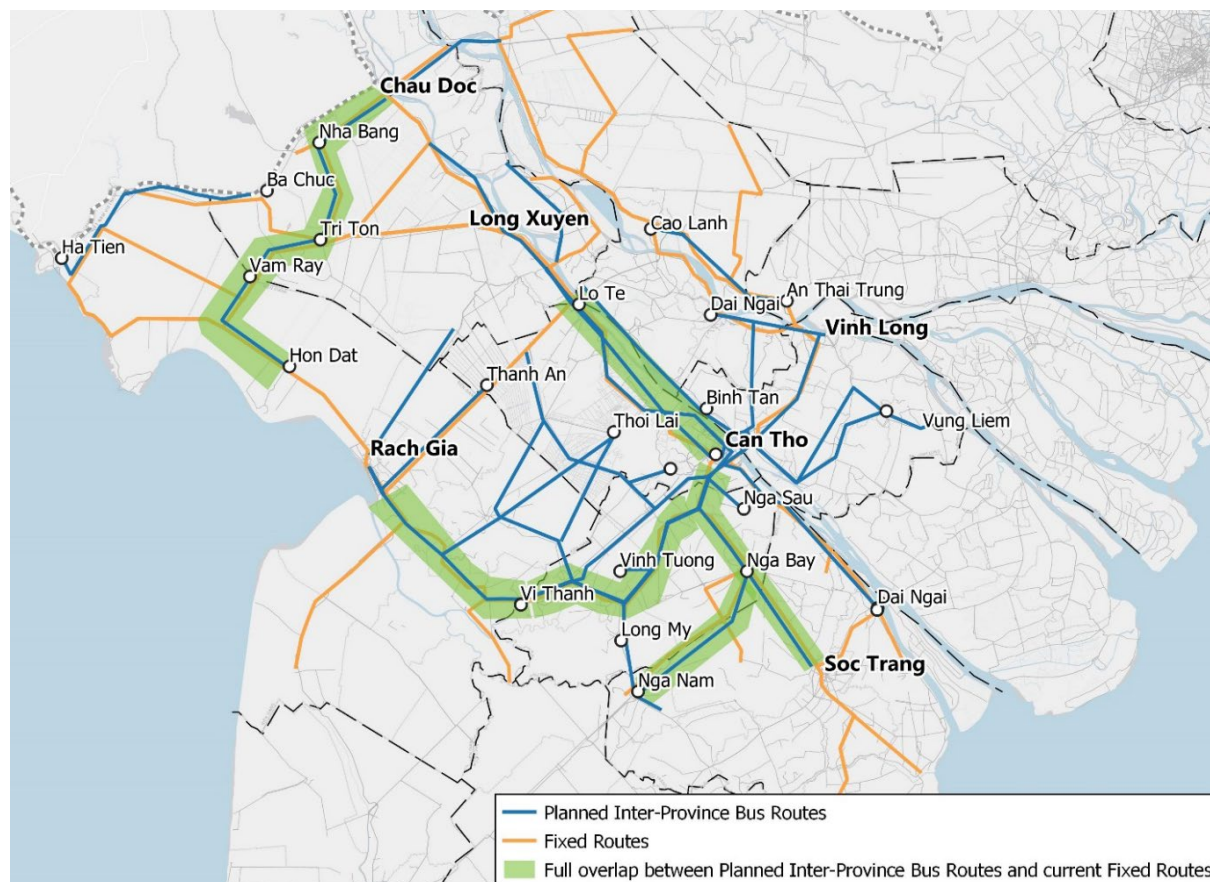 Chau Doc
Nha Bang
Ba Chuc
Long Xuyen
Cao Lanh
Tri Ton
Ha Tien
Vam Ray
An Thai Trung
Lo Te
Dai Ngai
Vinh Long
Hon Dat
Thanh An
Binh Tan
Thoi Lai
Vung Liem
Rach Gia
Can Tho
Nga Sau
Vinh Tuong
Nga Bay
Vi Thanh
Dai Ngai
Long My
Soc Trang
Nga Nam
Planned Inter-Province Bus Routes
Fixed Routes
Full overlap between Planned Inter-Province Bus Routes and current Fixed Routes